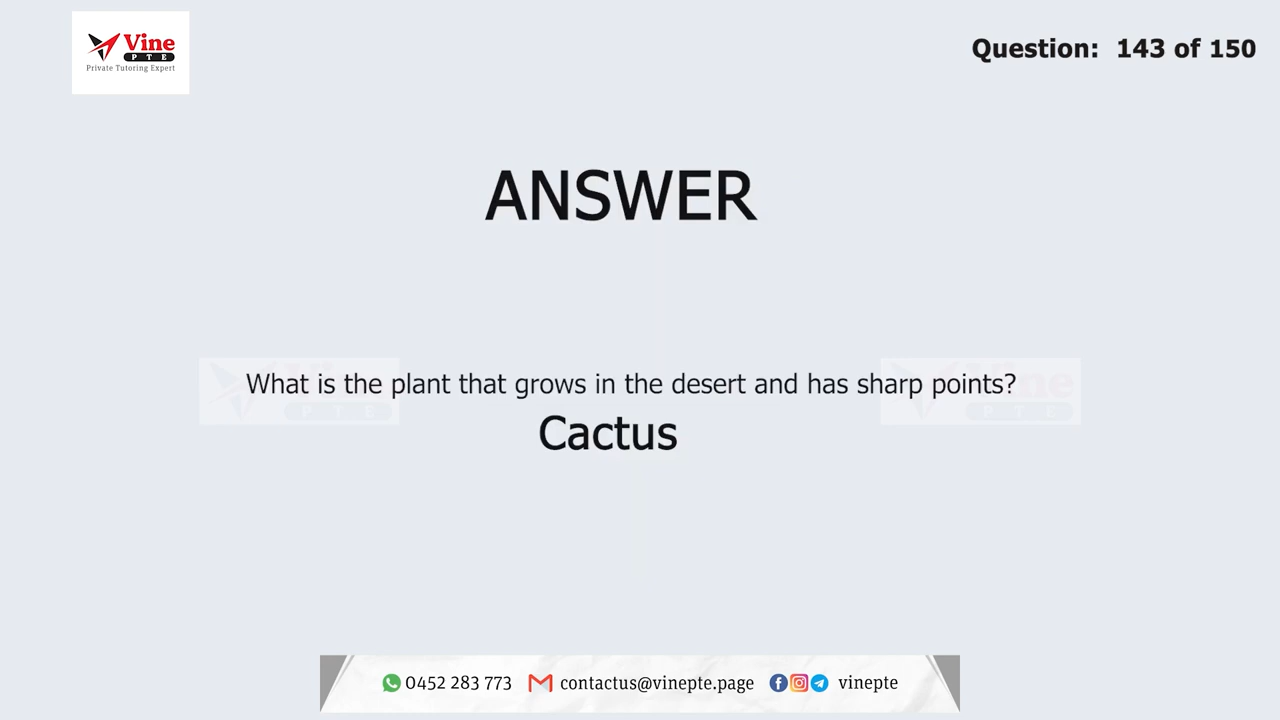 Vine
PTE
Private Tutoring Expert
Question: 143 of 150
ANSWER
What is the plant that grows in the desert and has sharp points?
Cactus
0452 283 773 contactus@vinepte.page vinepte